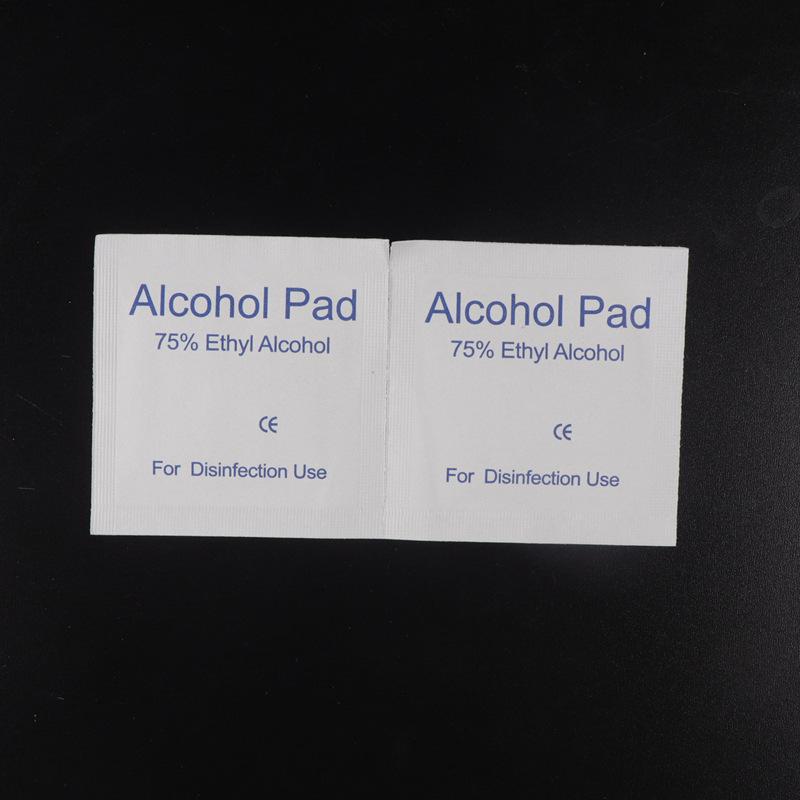 Alcohol Pad
75% Ethyl Alcohol
CE
For Disinfection Use
Alcohol Pad
75% Ethyl Alcohol
CE
For Disinfection Use